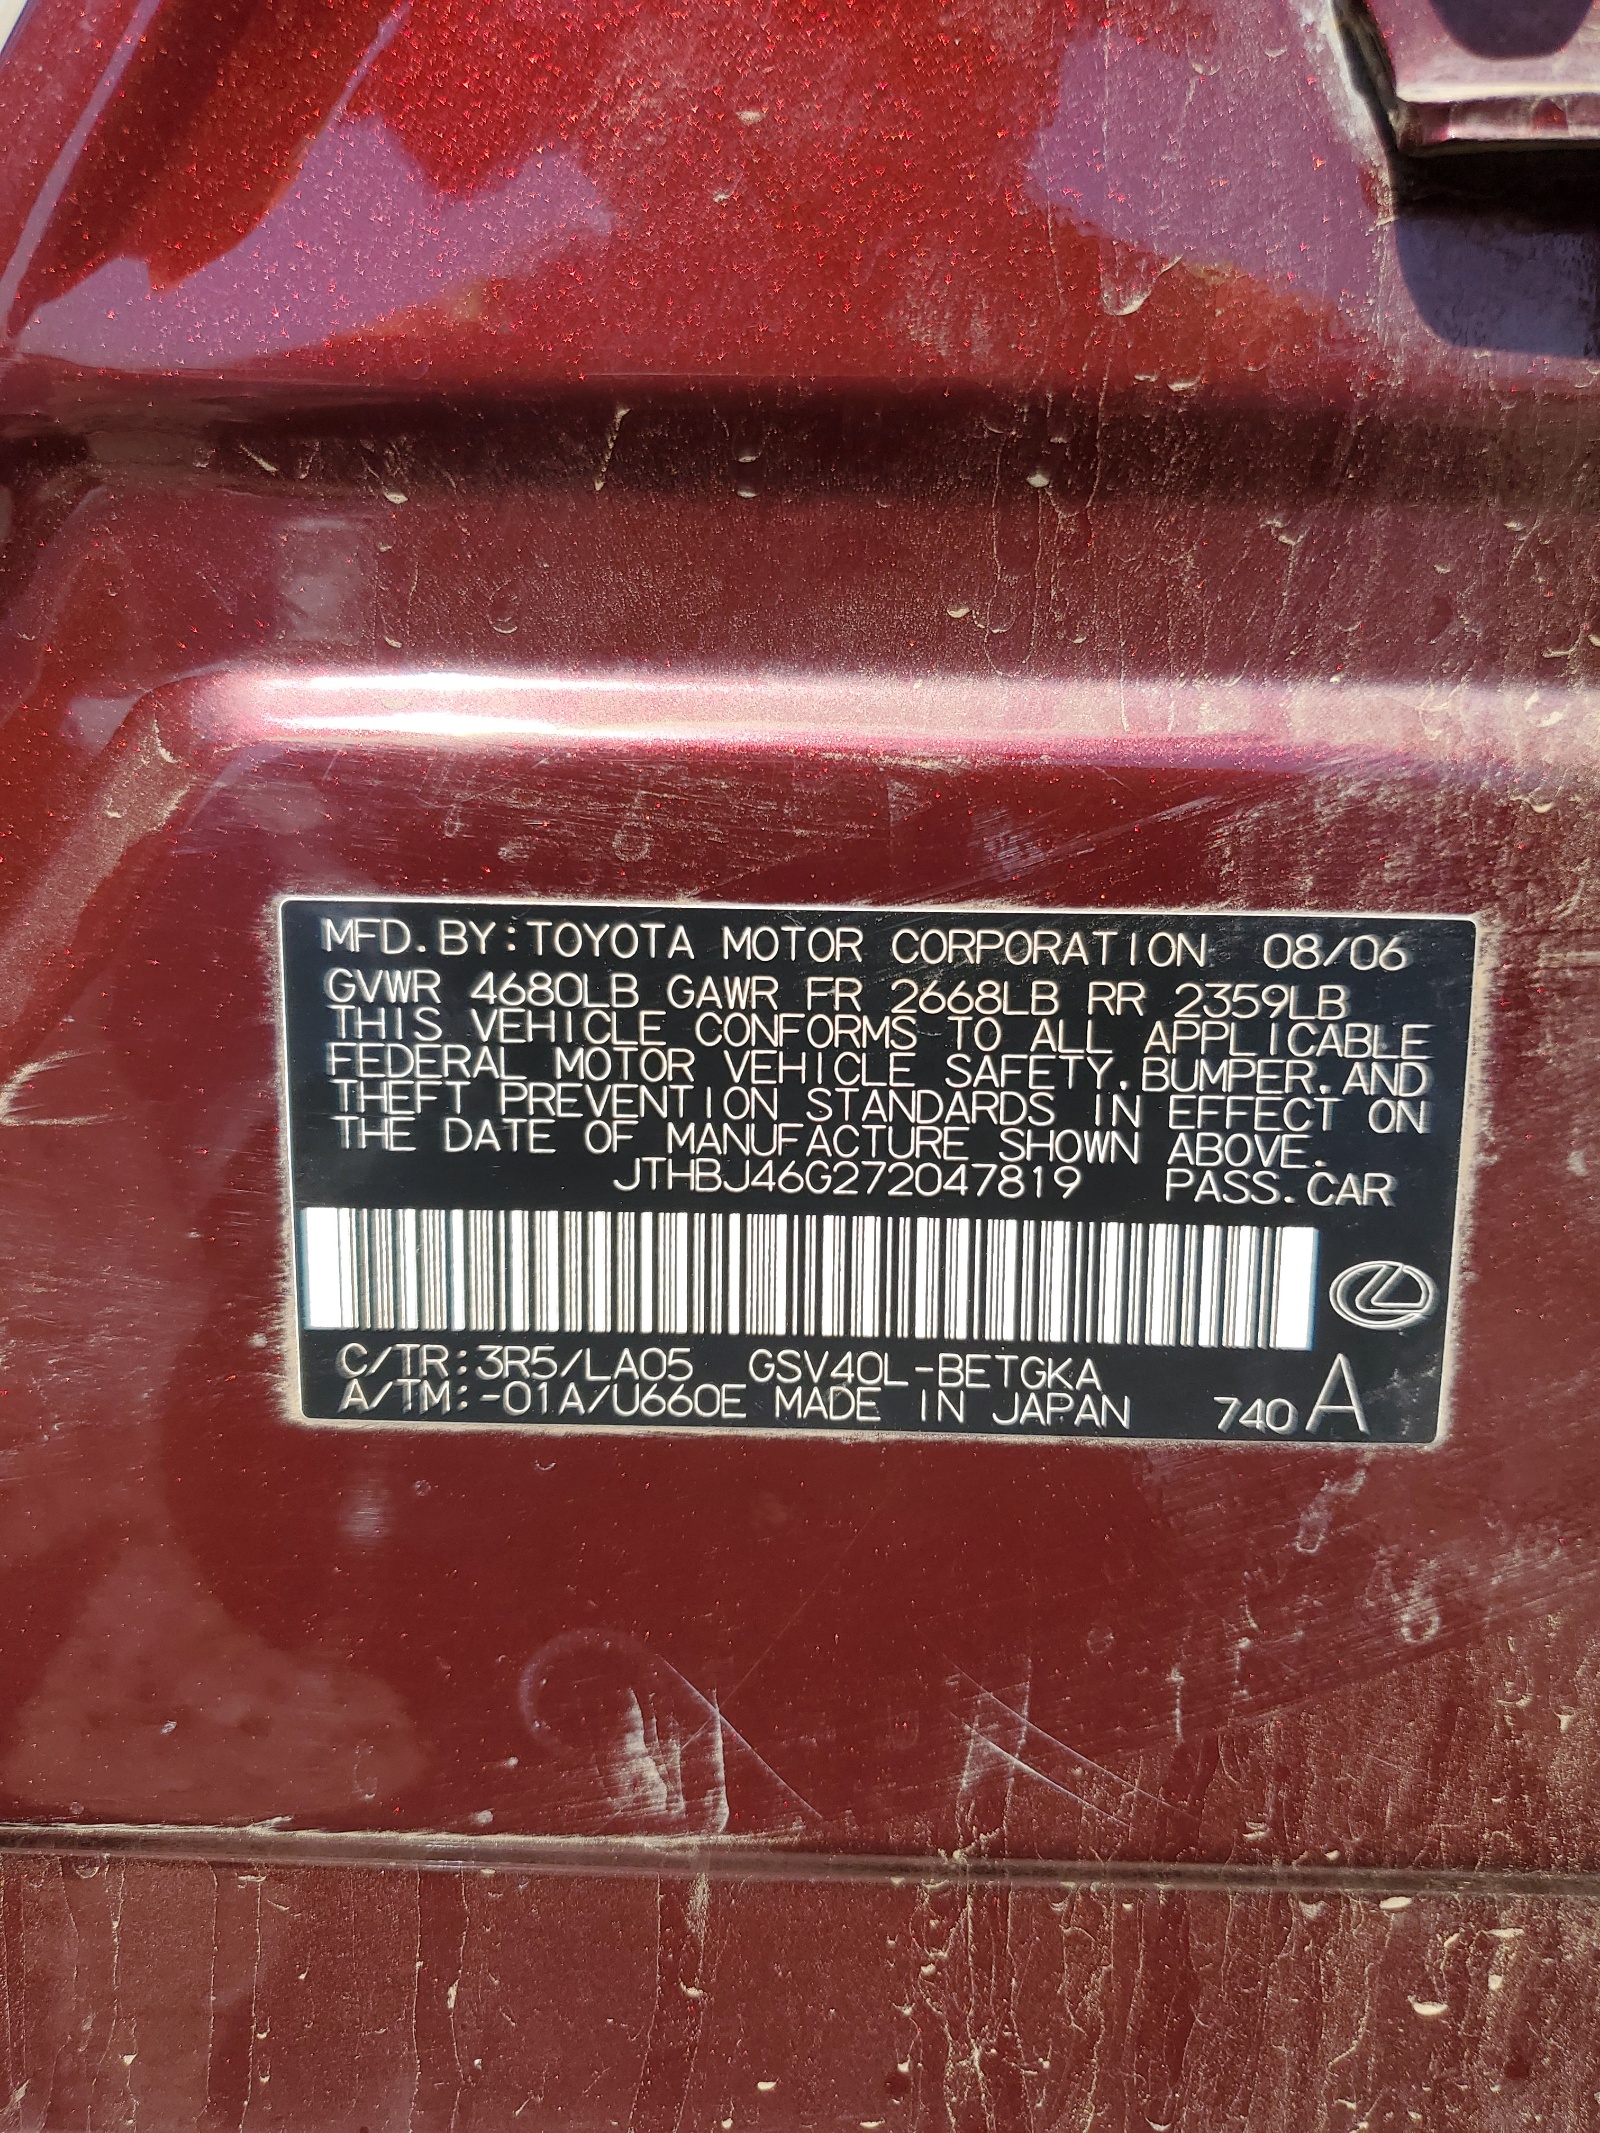 MFD. BY: TOYOTA MOTOR CORPORATION 08/06
GVWR 4680LB GAWR FR 2668LB RR 2359LB
THIS VEHICLE CONFORMS TO ALL APPLICABLE
FEDERAL MOTOR VEHICLE SAFETY, BUMPER, AND
THEFT PREVENTION STANDARDS IN EFFECT ON
THE DATE OF MANUFACTURE SHOWN ABOVE.
JTHBJ46G272047819 PASS. CAR
C/TR: 3R5/LA05 GSV40L-BETGKA
A/TM: -01A/U660E MADE IN JAPAN 740 A